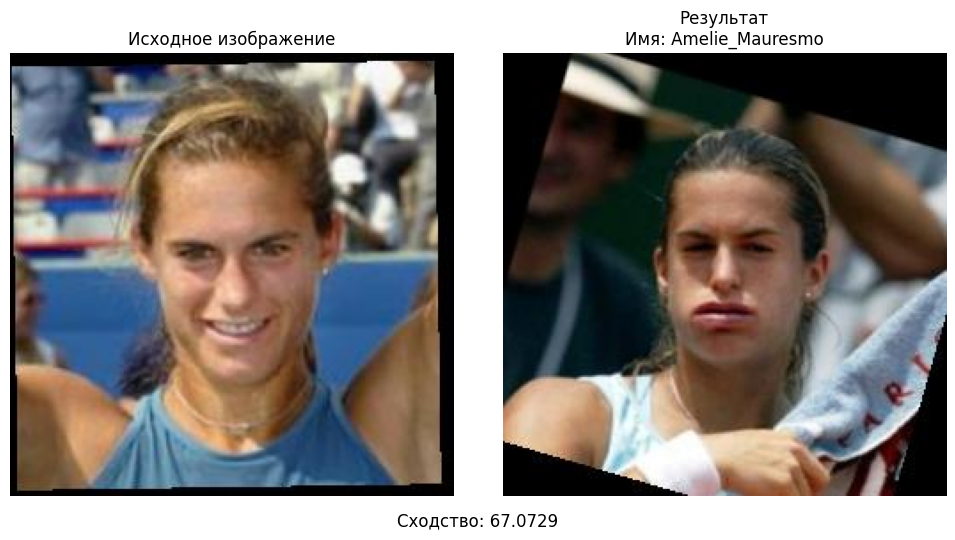 Исходное изображение
Результат
Имя: Amelie_Mauresmo
Сходство: 67.0729